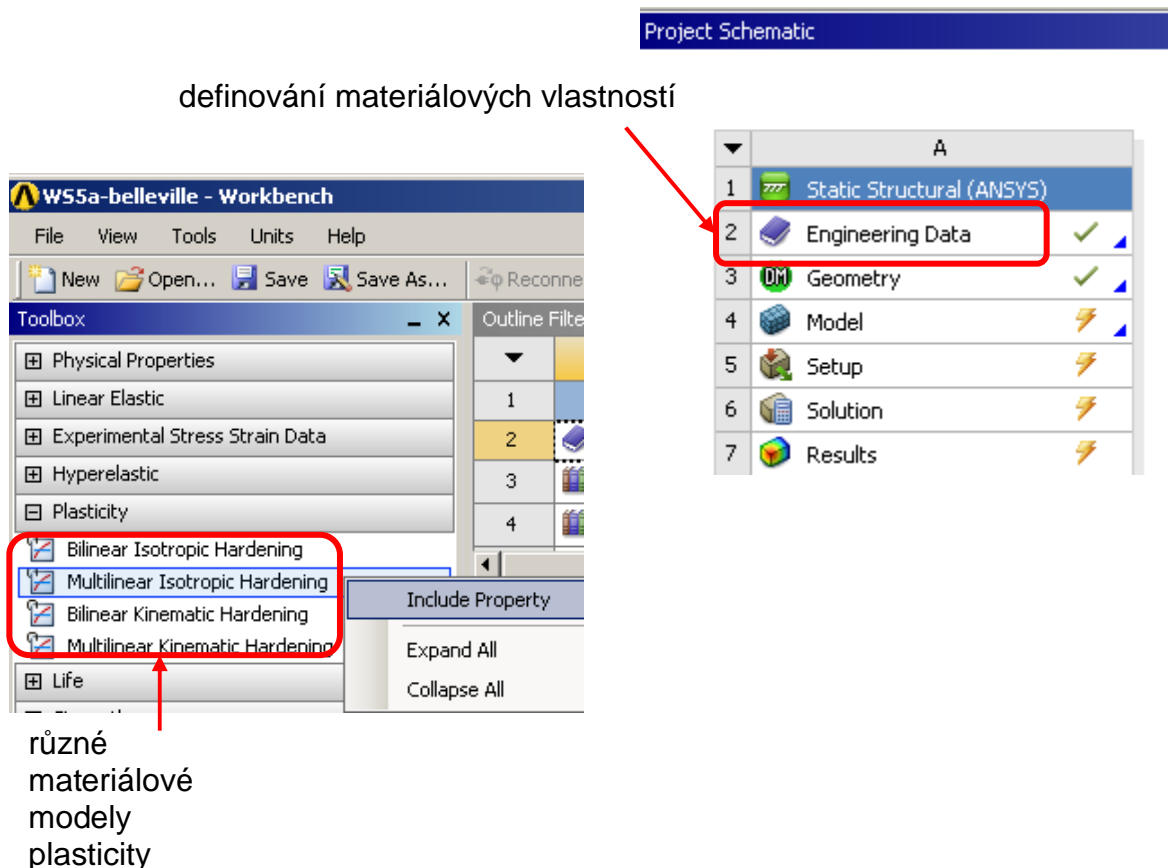 Project Schematic
definování materiálových vlastností
A
1 Static Structural (ANSYS)
2 Engineering Data
3 Geometry
4 Model
5 Setup
6 Solution
7 Results
WS5a-belleville - Workbench
File View Tools Units Help
New Open... Save Save As... Reconne
Toolbox
Outline Filte
Physical Properties
Linear Elastic
1
Experimental Stress Strain Data
2
Hyperelastic
3
Plasticity
4
Bilinear Isotropic Hardening
Multilinear Isotropic Hardening
Include Property
Bilinear Kinematic Hardening
Multilinear Kinematic Hardening
Expand All
Life
Collapse All
různé
materiálové
modely
plasticity